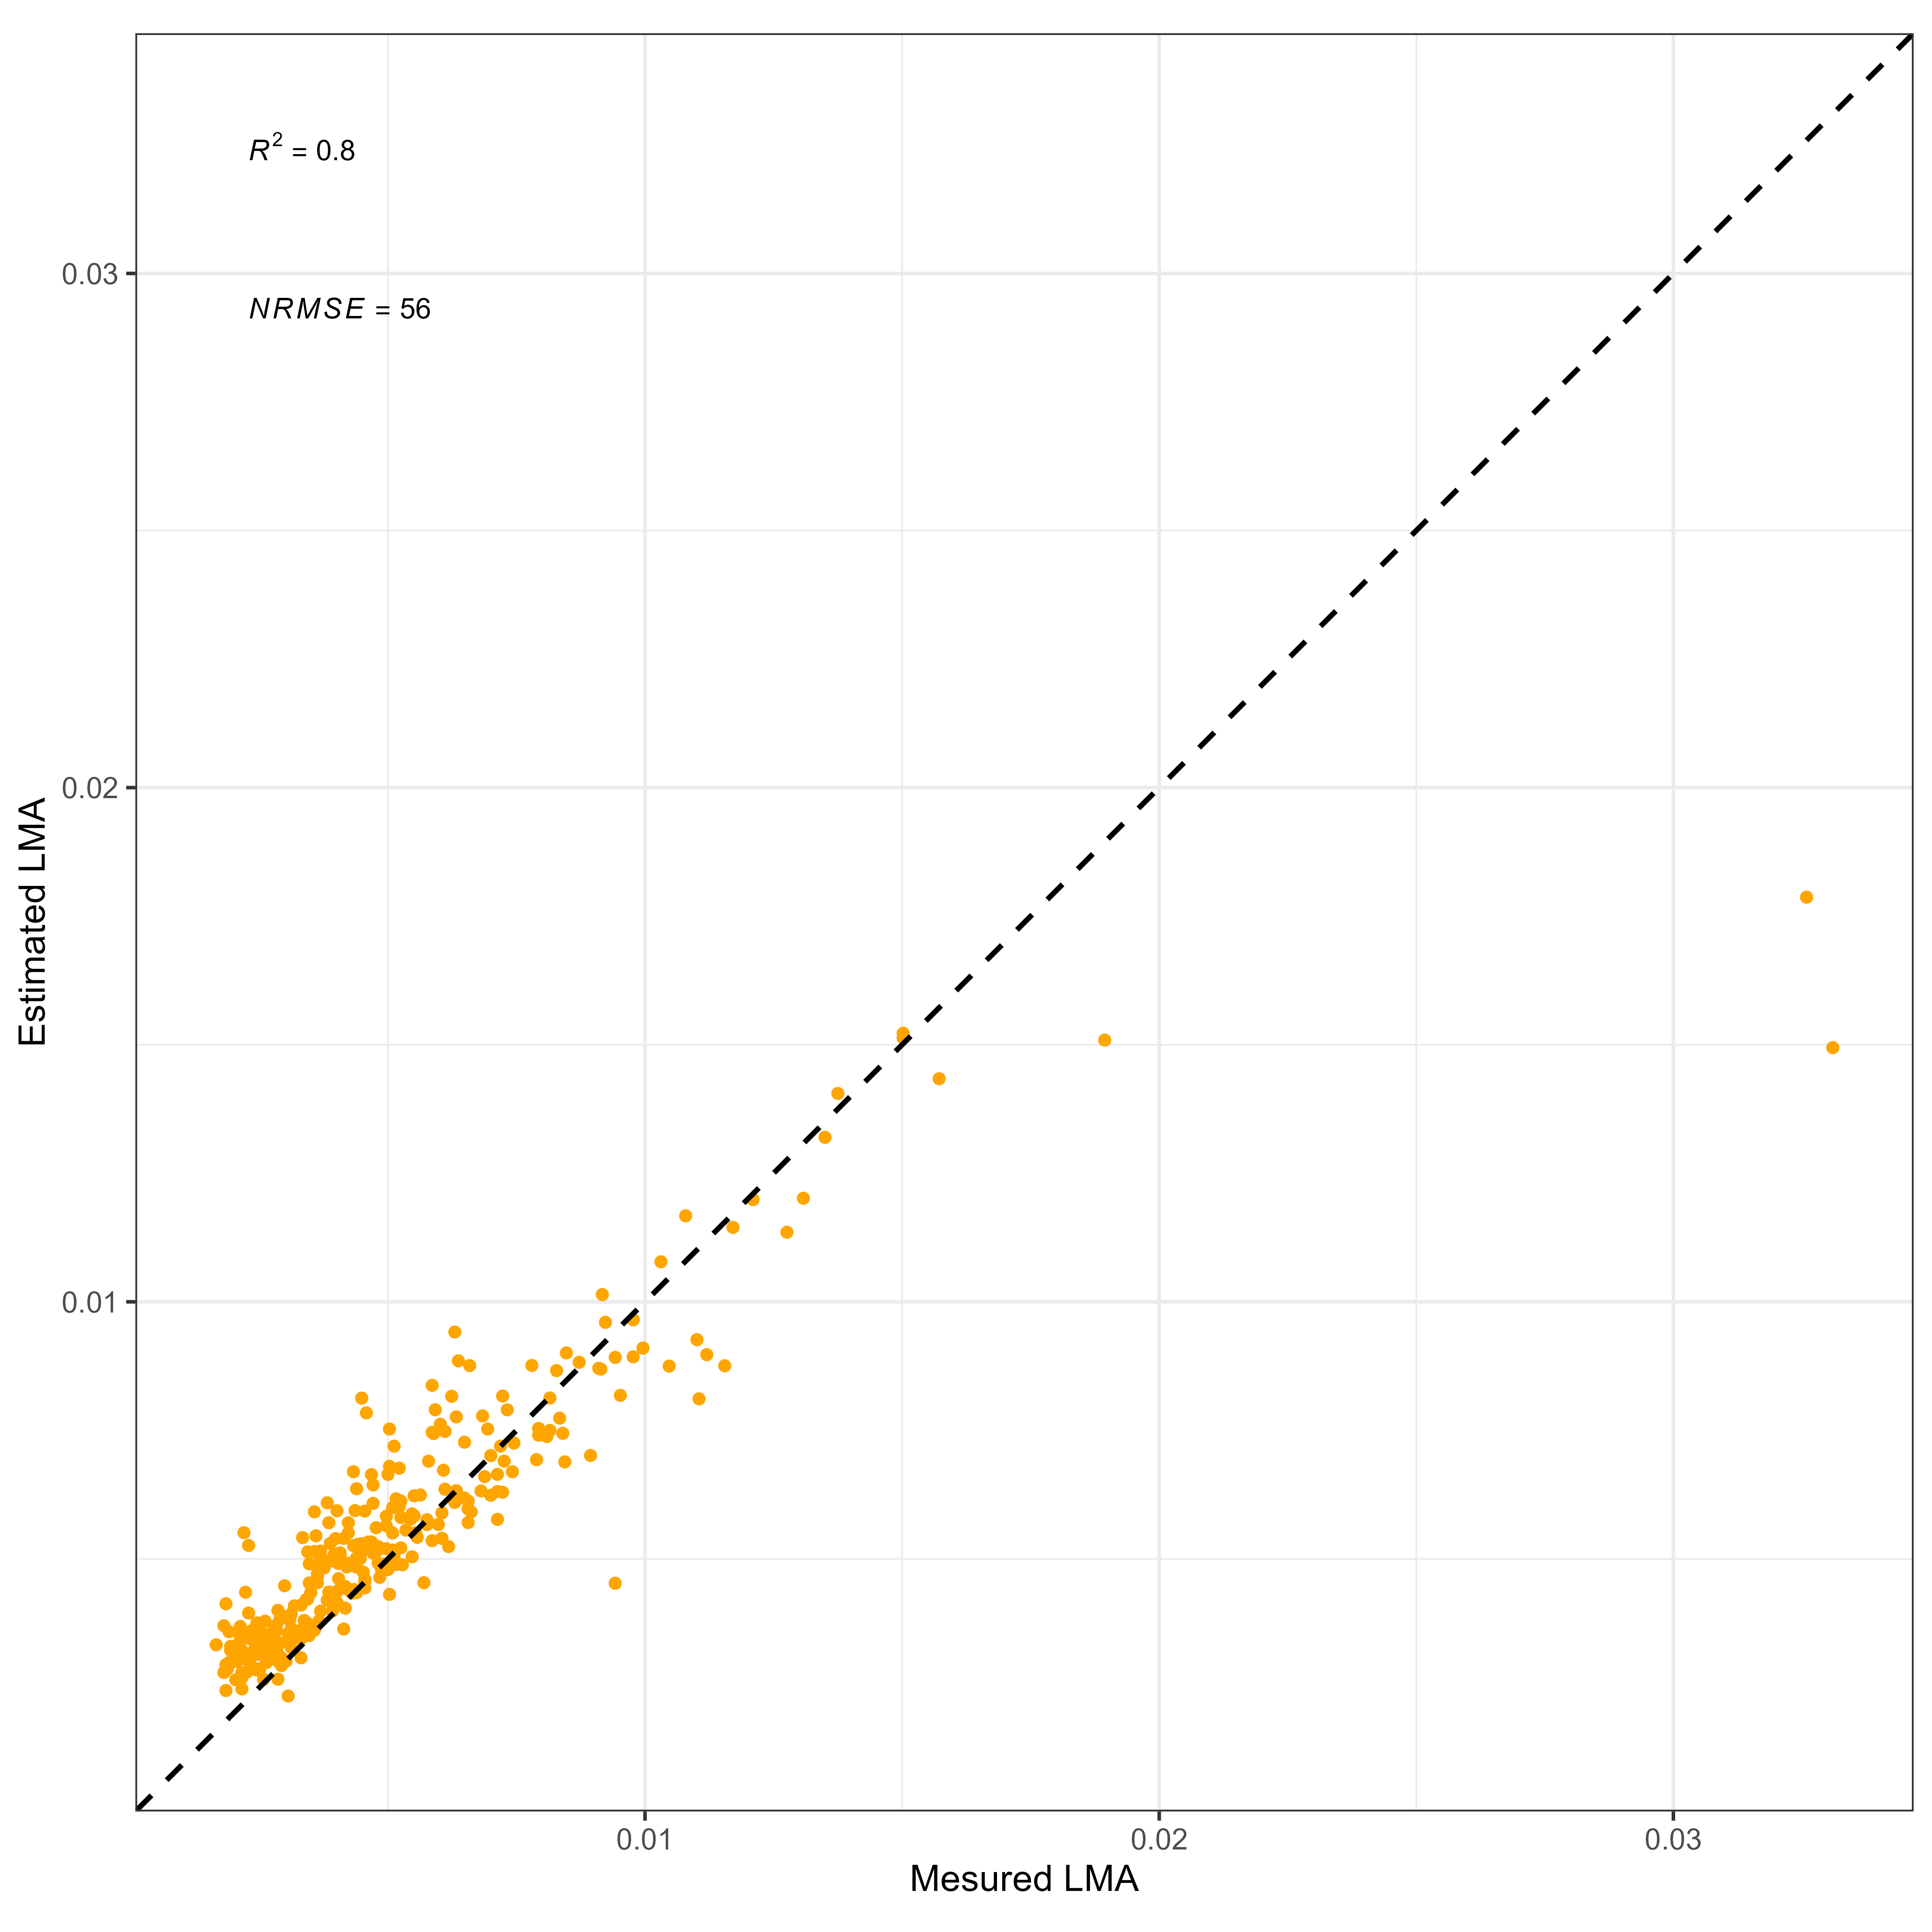 R² = 0.8
NRMSE = 56
0.03
0.02
0.01
Estimated LMA
0.01
0.02
0.03
Mesured LMA